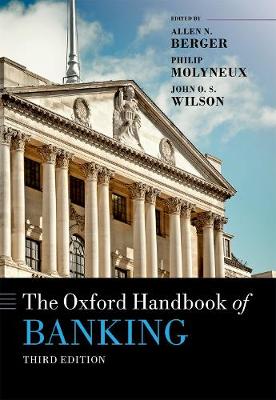 EDITED BY
ALLEN N.
BERGER
PHILIP
MOLYNEUX
JOHN O. S.
WILSON
The Oxford Handbook of
BANKING
THIRD EDITION